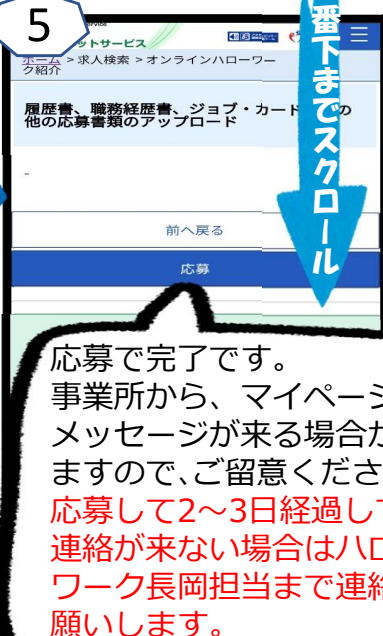 5
ットサービス
ホーム > 求人検索 > オンラインハローワー
ク紹介
履歴書、職務経歴書、ジョブ・カード
の
他の応募書類のアップロード
-
前へ戻る
応募
番下までスクロール
応募で完了です。
事業所から、マイページ
メッセージが来る場合が
ますので、ご留意くださ
応募して2～3日経過して
連絡が来ない場合はハロ
ワーク長岡担当まで連絡
願いします。